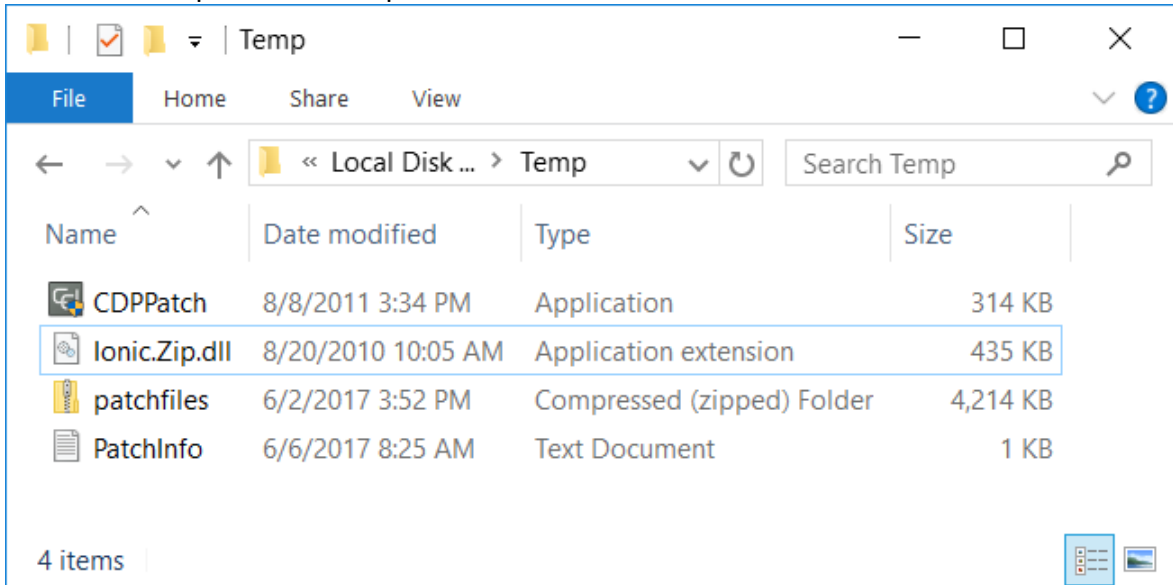 Temp
File Home Share View
« Local Disk ... > Temp Search Temp
Name Date modified Type Size
CDPPatch 8/8/2011 3:34 PM Application 314 KB
Ionic.Zip.dll 8/20/2010 10:05 AM Application extension 435 KB
patchfiles 6/2/2017 3:52 PM Compressed (zipped) Folder 4,214 KB
PatchInfo 6/6/2017 8:25 AM Text Document 1 KB
4 items